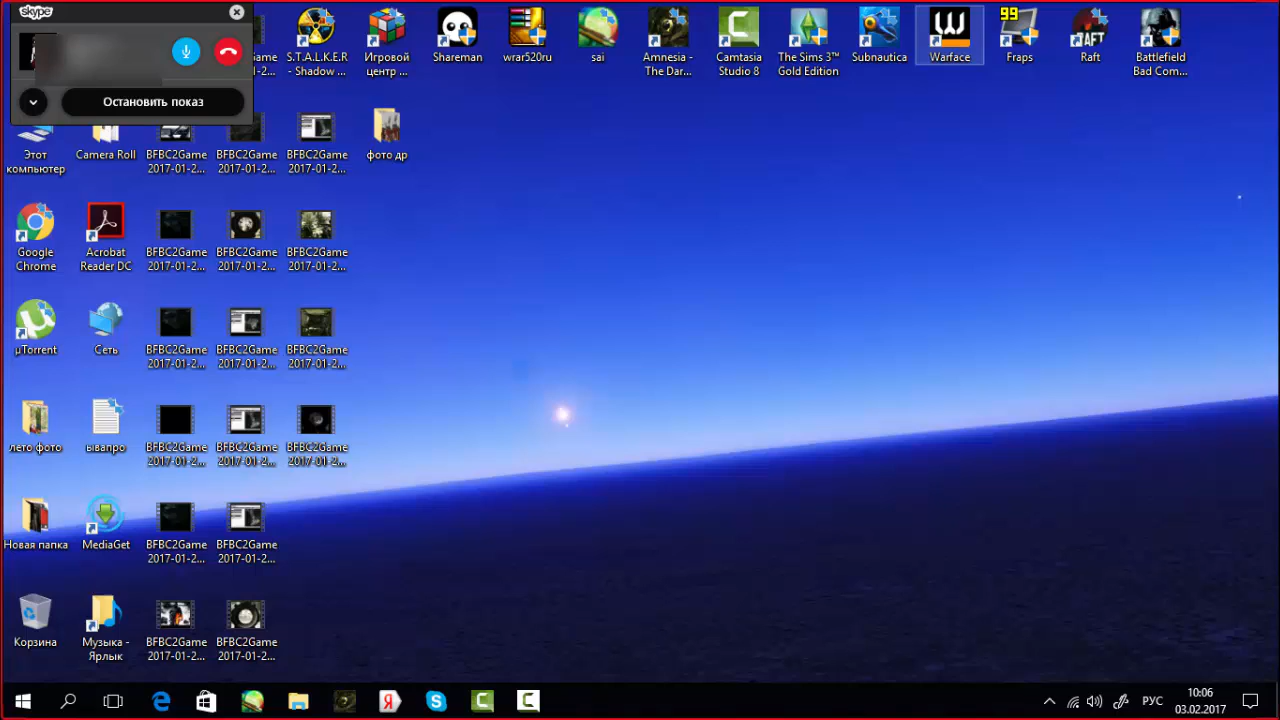 skype
Остановить показ
ame
-2...
S.T.A.L.K.E.R
- Shadow ...
Игровой
центр ...
Shareman
wrar520ru
sai
Amnesia -
The Dar...
Camtasia
Studio 8
The Sims 3™
Gold Edition
Subnautica
Warface
99
Fraps
RAFT
Raft
Battlefield
Bad Com...
Этот
компьютер
Camera Roll
BFBC2Game
2017-01-2...
BFBC2Game
2017-01-2...
BFBC2Game
2017-01-2...
фото др
Google
Chrome
Acrobat
Reader DC
BFBC2Game
2017-01-2...
BFBC2Game
2017-01-2...
BFBC2Game
2017-01-2...
µTorrent
Сеть
BFBC2Game
2017-01-2...
BFBC2Game
2017-01-2...
BFBC2Game
2017-01-2...
лето фото
ывапро
BFBC2Game
2017-01-2...
BFBC2Game
2017-01-2...
BFBC2Game
2017-01-2...
Новая папка
MediaGet
BFBC2Game
2017-01-2...
BFBC2Game
2017-01-2...
Корзина
Музыка -
Ярлык
BFBC2Game
2017-01-2...
BFBC2Game
2017-01-2...
РУС
10:06
03.02.2017